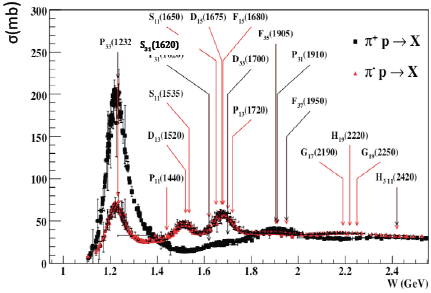 S₁₁(1650) D₁₅(1675) F₁₅(1680)
F₃₅(1905)
P₃₃(1232 S₃₁(1620)
D₃₃(1700) P₃₁(1910)
S₁₁(1535)
P₁₃(1720) F₃₇(1950)
D₁₃(1520)
H₁₉(2220)
G₁₇(2190) G₁₉(2250)
P₁₁(1440)
H₃ ₁₁(2420)
π⁺ p → X
π⁻ p → X
σ(mb)
300
250
200
150
100
50
0
1 1.2 1.4 1.6 1.8 2 2.2 2.4
W (GeV)